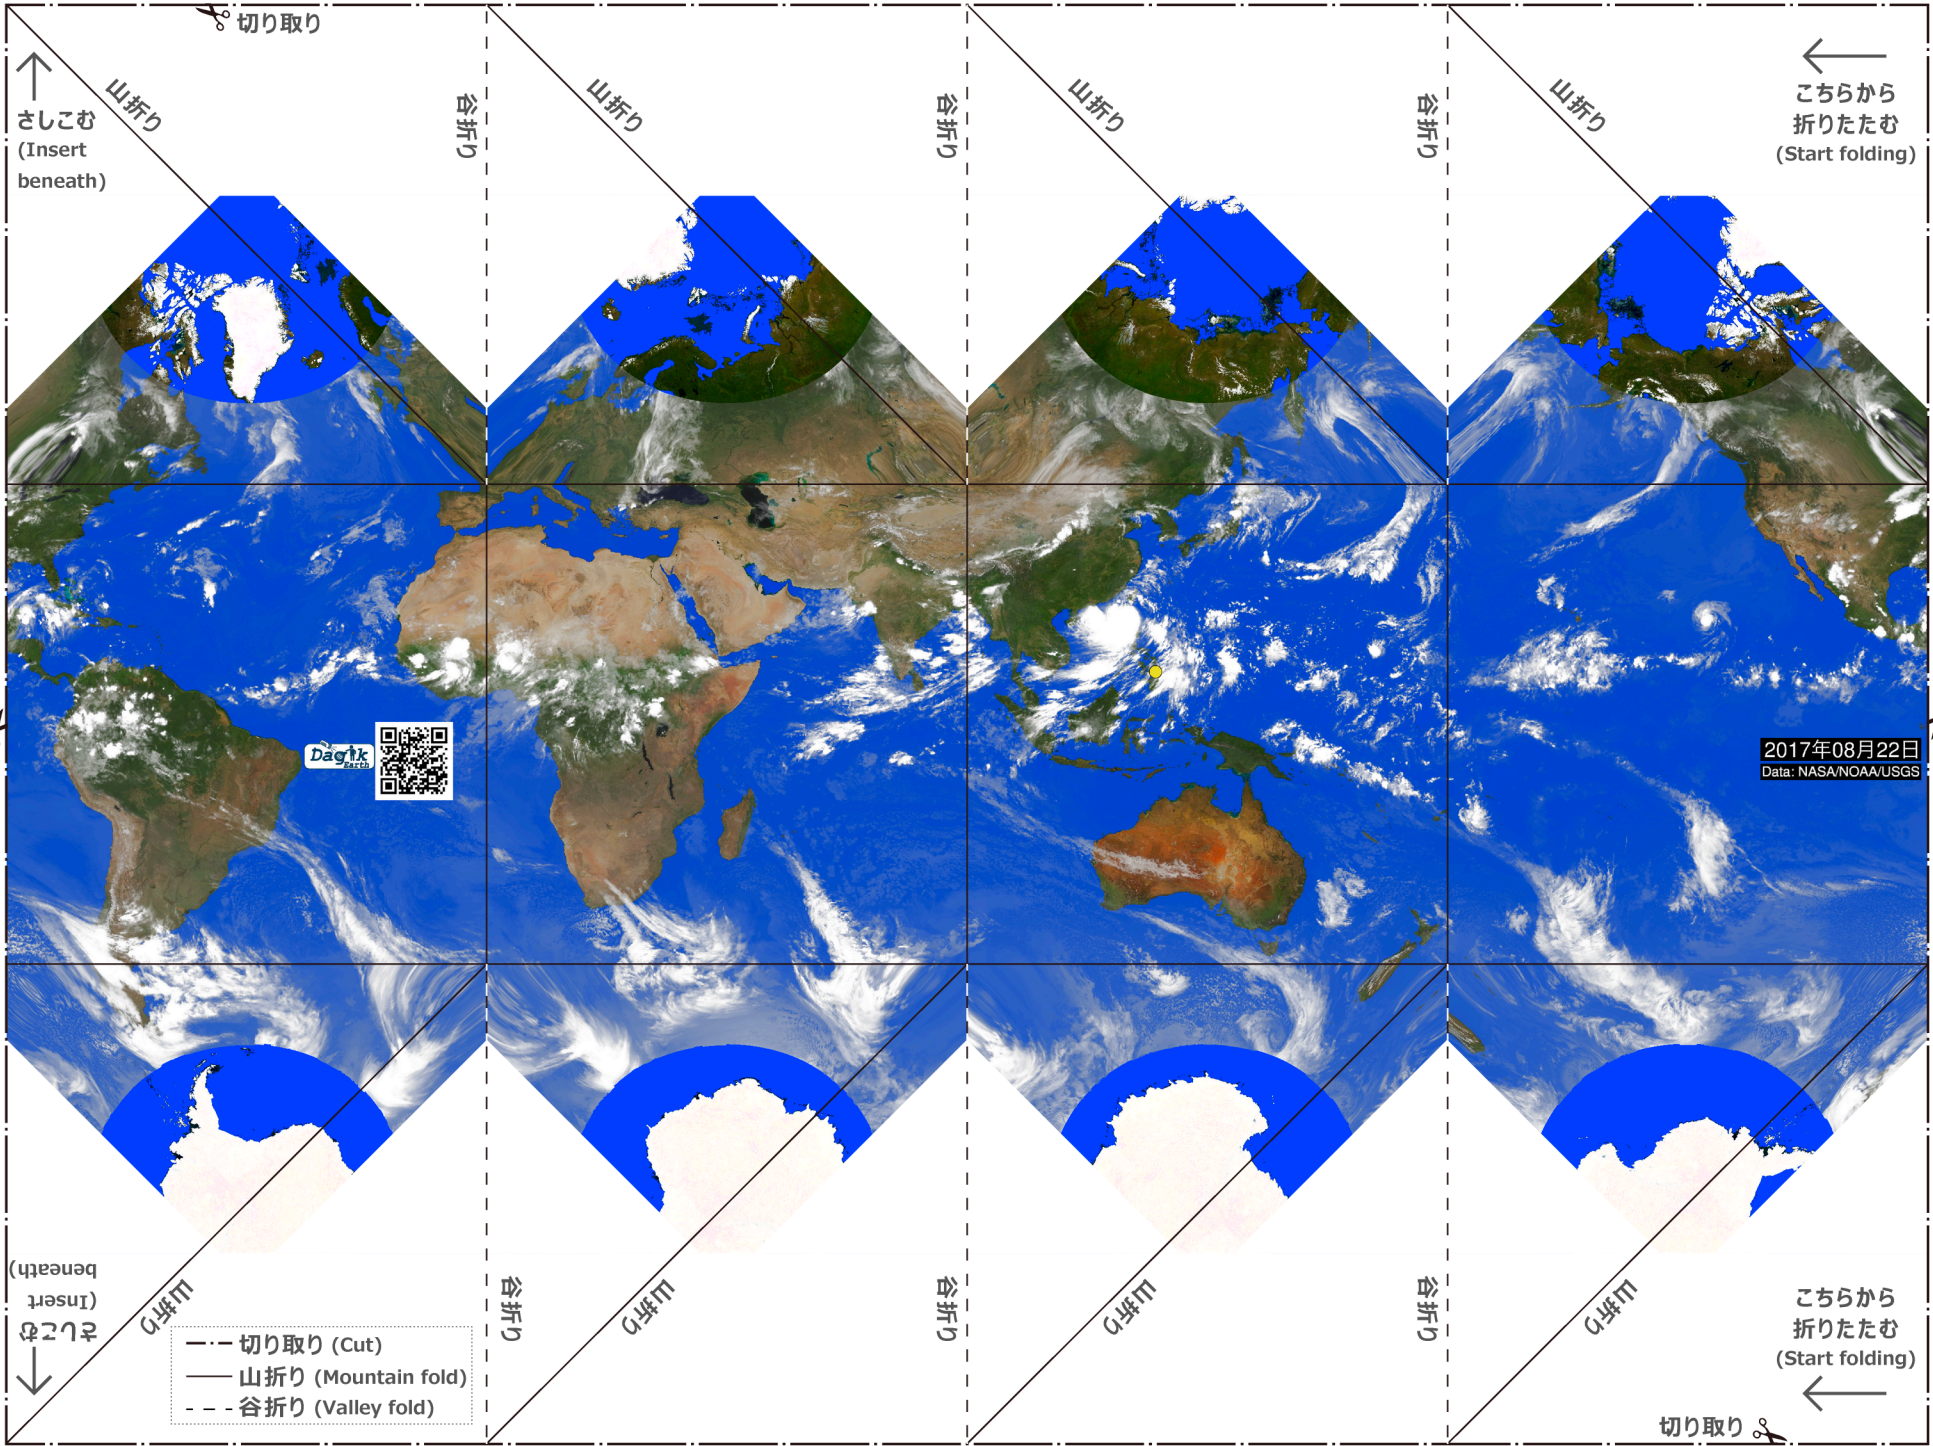 切り取り
山折り
谷折り
山折り
谷折り
山折り
谷折り
山折り
さしこむ
(Insert
beneath)
こちらから
折りたたむ
(Start folding)
Dagik
Earth
2017年08月22日
Data: NASA/NOAA/USGS
さしこむ
(Insert
beneath)
山折り
谷折り
山折り
谷折り
山折り
谷折り
山折り
切り取り (Cut)
山折り (Mountain fold)
谷折り (Valley fold)
こちらから
折りたたむ
(Start folding)
切り取り